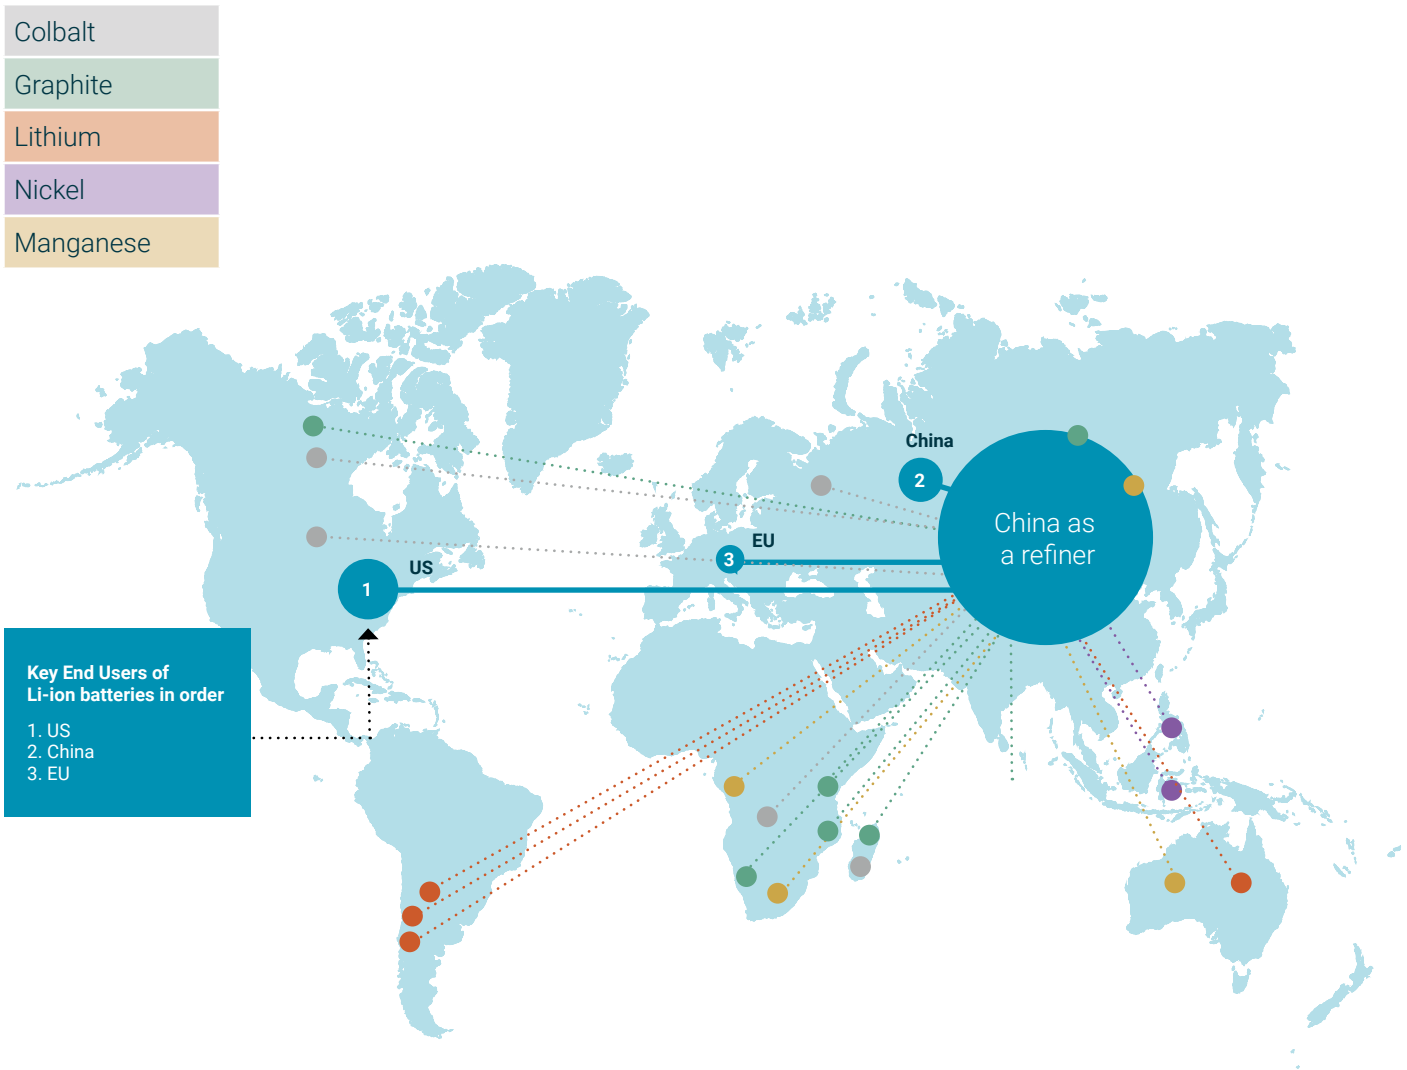 Colbalt
Graphite
Lithium
Nickel
Manganese
China
2
China as
a refiner
EU
3
US
1
Key End Users of
Li-ion batteries in order
1. US
2. China
3. EU